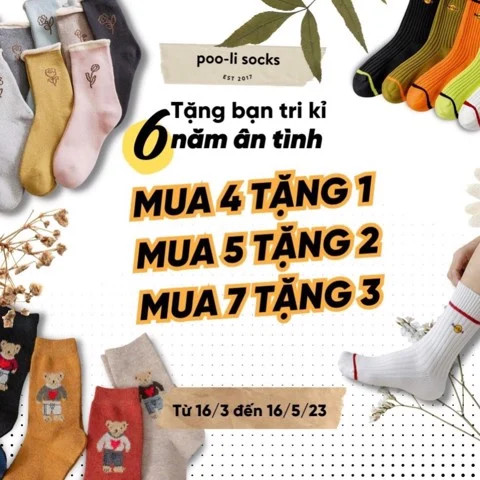 poo-li socks
EST 2017
Tặng bạn tri kỉ
6 năm ân tình
MUA 4 TẶNG 1
MUA 5 TẶNG 2
MUA 7 TẶNG 3
Từ 16/3 đến 16/5/23